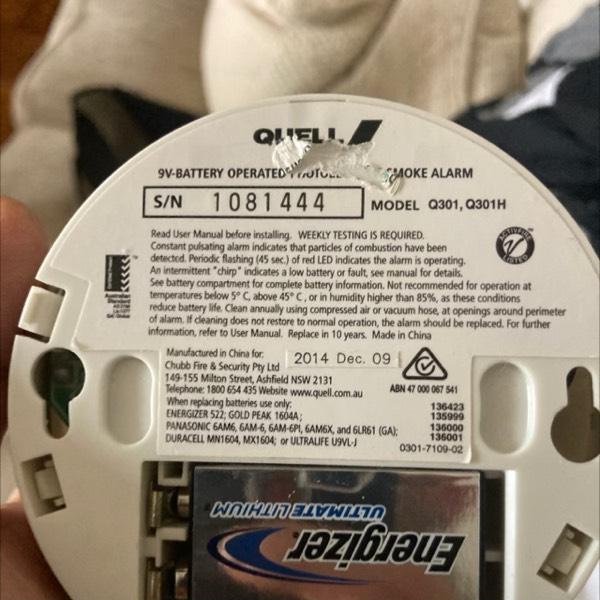 QUELL
9V-BATTERY OPERATED SMOKE ALARM
S/N 1081444 MODEL Q301, Q301H
Read User Manual before installing. WEEKLY TESTING IS REQUIRED.
Constant pulsating alarm indicates that particles of combustion have been
detected. Periodic flashing (45 sec.) of red LED indicates the alarm is operating.
An intermittent "chirp" indicates a low battery or fault, see manual for details.
See battery compartment for complete battery information. Not recommended for operation at
temperatures below 5° C, above 45° C, or in humidity higher than 85%, as these conditions
reduce battery life. Clean annually using compressed air or vacuum hose, at openings around perimeter
of alarm. If cleaning does not restore to normal operation, the alarm should be replaced. For further
information, refer to User Manual. Replace in 10 years. Made in China
ACTIVFIRE
LISTED
Australian
Standard
Manufactured in China for:
Chubb Fire & Security Pty Ltd
2014 Dec. 09
149-155 Milton Street, Ashfield NSW 2131
Telephone: 1800 654 435 Website www.quell.com.au
ABN 47 000 067 541
When replacing batteries use only:
ENERGIZER 522; GOLD PEAK 1604A;
PANASONIC 6AM6, 6AM-6, 6AM-6PI, 6AM6X, and 6LR61 (GA);
DURACELL MN1604, MX1604; or ULTRALIFE U9VL-J
136423
135999
136000
136001
0301-7109-02
Energizer
ULTIMATE LITHIUM